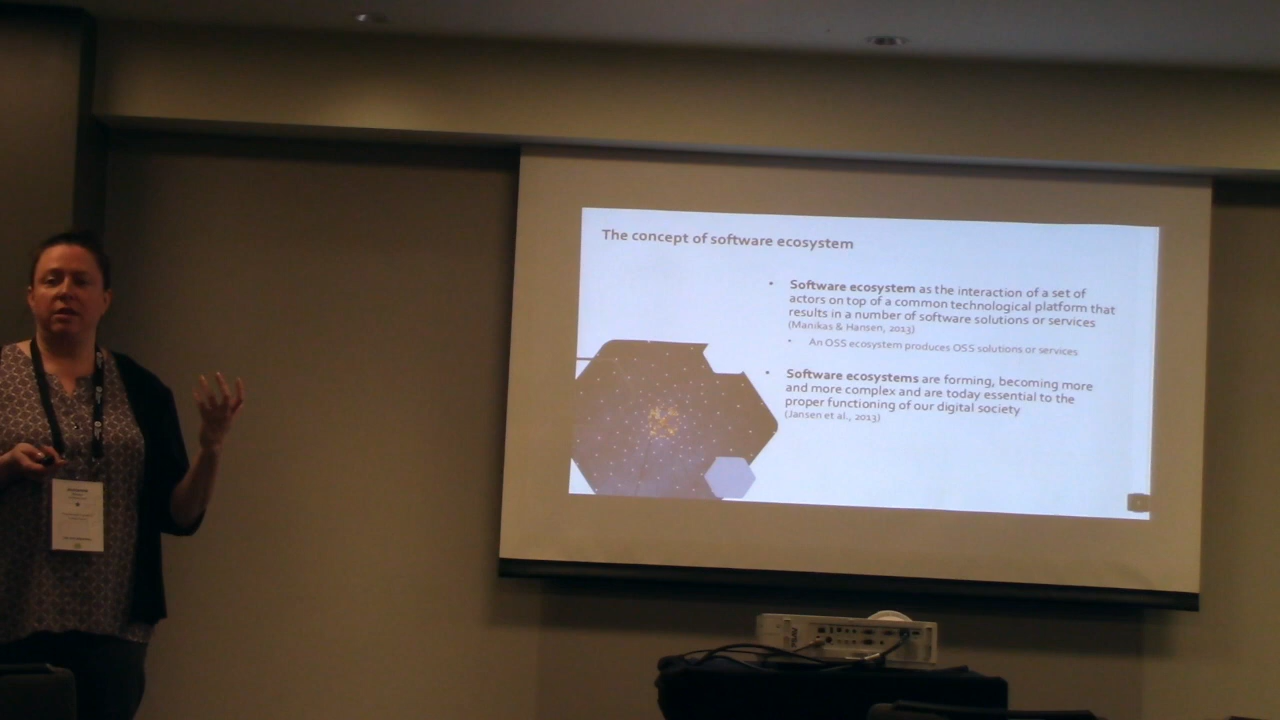 The concept of software ecosystem
• Software ecosystem as the interaction of a set of
actors on top of a common technological platform that
results in a number of software solutions or services
(Manikas & Hansen, 2013)
• An OSS ecosystem produces OSS solutions or services
• Software ecosystems are forming, becoming more
and more complex and are today essential to the
proper functioning of our digital society
(Jansen et al., 2013)